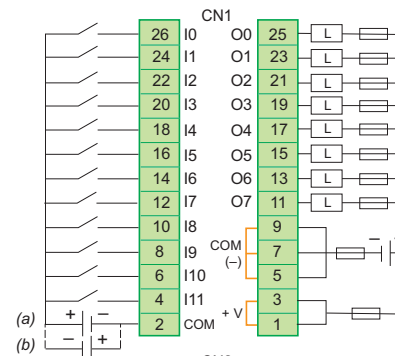 CN1
26 I0 O0 25 L
24 I1 O1 23 L
22 I2 O2 21 L
20 I3 O3 19 L
18 I4 O4 17 L
16 I5 O5 15 L
14 I6 O6 13 L
12 I7 O7 11 L
10 I8 9
8 I9 COM (–) 7 –
6 I10 5
4 I11 3
(a) + – 2 COM + V 1
(b) – +